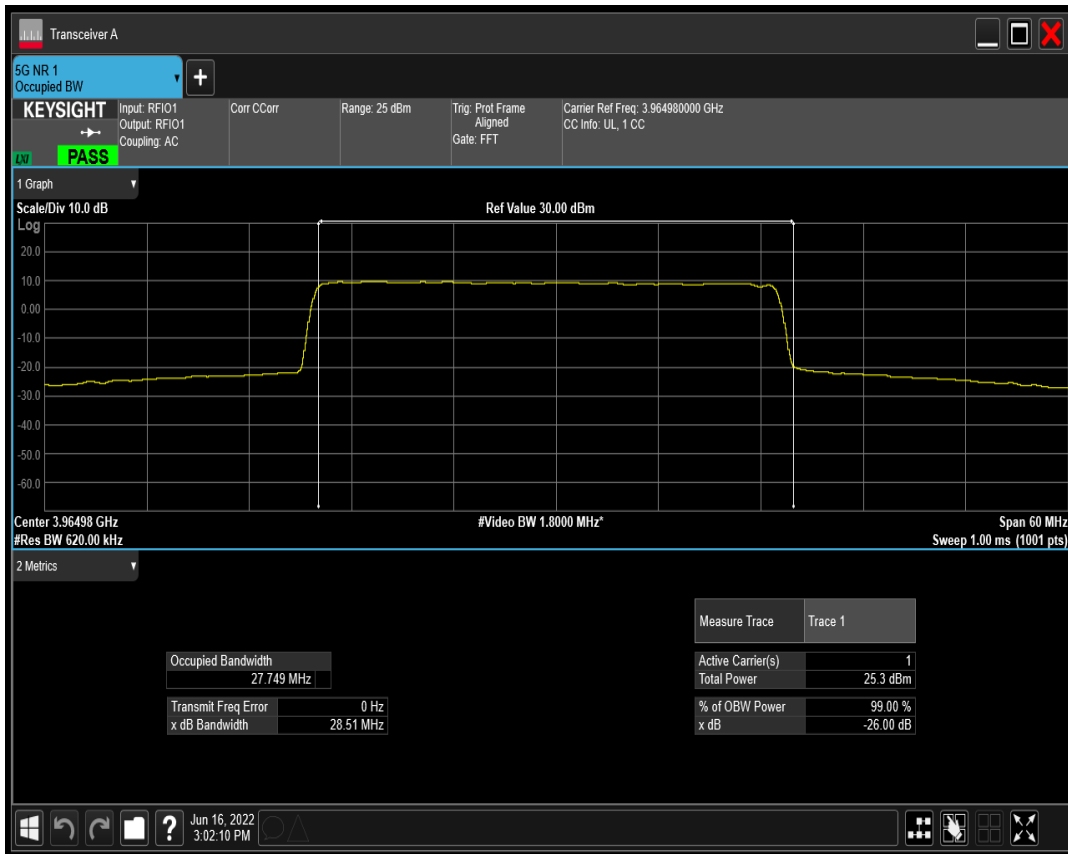 Transceiver A
5G NR 1
Occupied BW
+
KEYSIGHT
LXI
PASS
Input: RFIO1
Output: RFIO1
Coupling: AC
Corr CCorr
Range: 25 dBm
Trig: Prot Frame
Aligned
Gate: FFT
Carrier Ref Freq: 3.964980000 GHz
CC Info: UL, 1 CC
1 Graph
Scale/Div 10.0 dB
Ref Value 30.00 dBm
Log
20.0
10.0
0.00
-10.0
-20.0
-30.0
-40.0
-50.0
-60.0
Center 3.96498 GHz
#Video BW 1.8000 MHz*
Span 60 MHz
#Res BW 620.00 kHz
Sweep 1.00 ms (1001 pts)
2 Metrics
Measure Trace Trace 1
Occupied Bandwidth
27.749 MHz
Active Carrier(s) 1
Total Power 25.3 dBm
Transmit Freq Error 0 Hz
x dB Bandwidth 28.51 MHz
% of OBW Power 99.00 %
x dB -26.00 dB
?
Jun 16, 2022
3:02:10 PM